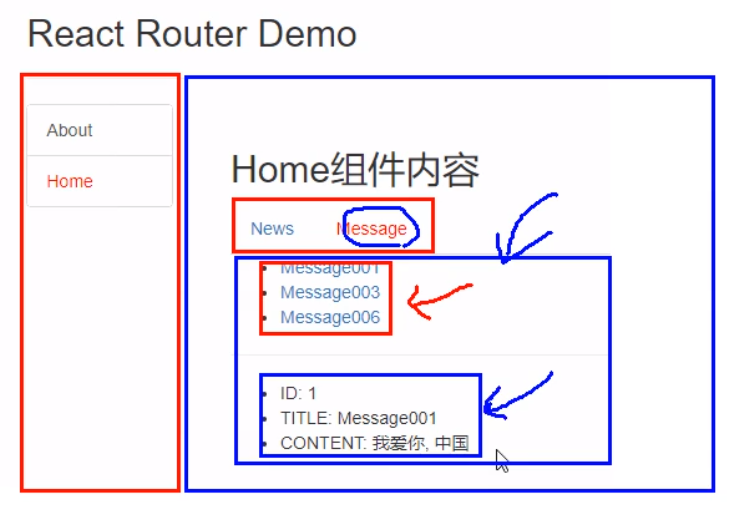 React Router Demo
About
Home
Home组件内容
News Message
Message001
Message003
Message006
ID: 1
TITLE: Message001
CONTENT: 我爱你, 中国